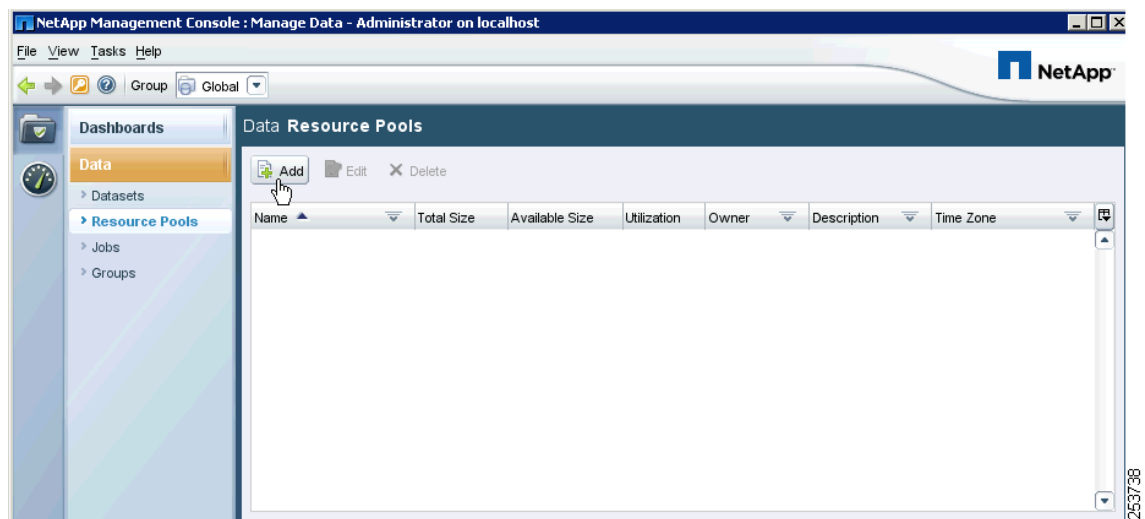 NetApp Management Console : Manage Data - Administrator on localhost
File View Tasks Help
Group Global
NetApp
Dashboards
Data
Datasets
Resource Pools
Jobs
Groups
Data Resource Pools
Add Edit Delete
Name Total Size Available Size Utilization Owner Description Time Zone
253738